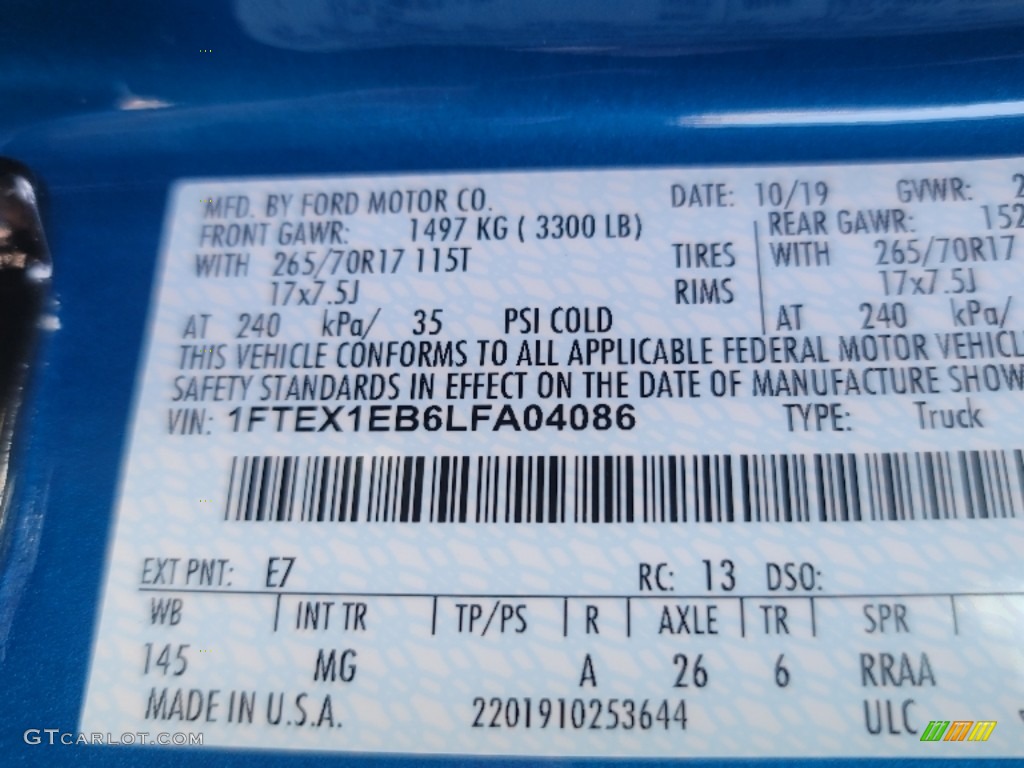 MFD. BY FORD MOTOR CO. DATE: 10/19 GVWR: 2
FRONT GAWR: 1497 KG ( 3300 LB) REAR GAWR: 152
WITH 265/70R17 115T TIRES WITH 265/70R17
17x7.5J RIMS 17x7.5J
AT 240 kPa/ 35 PSI COLD AT 240 kPa/
THIS VEHICLE CONFORMS TO ALL APPLICABLE FEDERAL MOTOR VEHICL
SAFETY STANDARDS IN EFFECT ON THE DATE OF MANUFACTURE SHOW
VIN: 1FTEX1EB6LFA04086 TYPE: Truck
EXT PNT: E7 RC: 13 DSO:
WB INT TR TP/PS R AXLE TR SPR
145 MG A 26 6 RRAA
MADE IN U.S.A. 2201910253644 ULC
GTCARLOT.COM